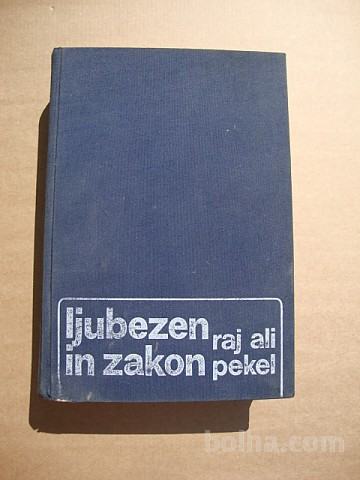 ljubezen raj ali
in zakon pekel
bolha.com